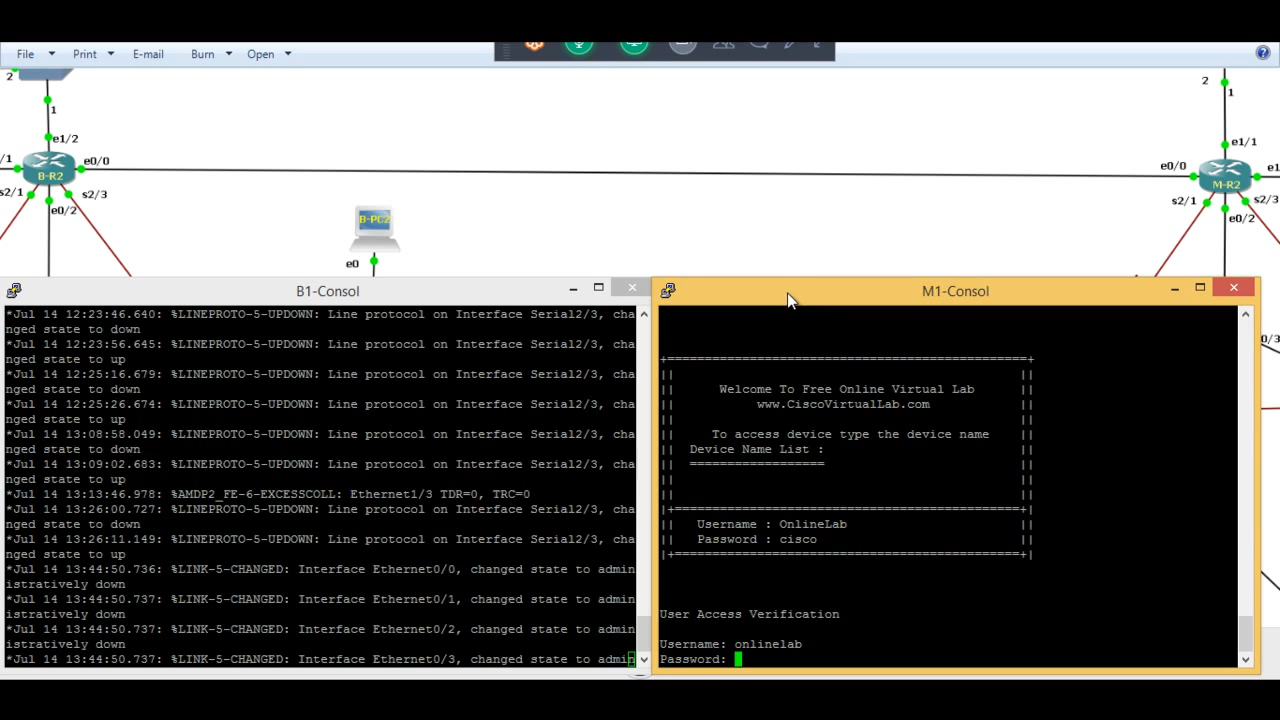 File Print E-mail Burn Open
2
1
e1/2
/1
e0/0
B-R2
s2/1
s2/3
e0/2
B-PC2
e0
2
1
e1/1
e0/0
e1
M-R2
s2/1
s2/3
e0/2
0/3
B1-Consol
*Jul 14 12:23:46.640: %LINEPROTO-5-UPDOWN: Line protocol on Interface Serial2/3, cha
nged state to down
*Jul 14 12:23:56.645: %LINEPROTO-5-UPDOWN: Line protocol on Interface Serial2/3, cha
nged state to up
*Jul 14 12:25:16.679: %LINEPROTO-5-UPDOWN: Line protocol on Interface Serial2/3, cha
nged state to down
*Jul 14 12:25:26.674: %LINEPROTO-5-UPDOWN: Line protocol on Interface Serial2/3, cha
nged state to up
*Jul 14 13:08:58.049: %LINEPROTO-5-UPDOWN: Line protocol on Interface Serial2/3, cha
nged state to down
*Jul 14 13:09:02.683: %LINEPROTO-5-UPDOWN: Line protocol on Interface Serial2/3, cha
nged state to up
*Jul 14 13:13:46.978: %AMDP2_FE-6-EXCESSCOLL: Ethernet1/3 TDR=0, TRC=0
*Jul 14 13:26:00.727: %LINEPROTO-5-UPDOWN: Line protocol on Interface Serial2/3, cha
nged state to down
*Jul 14 13:26:11.149: %LINEPROTO-5-UPDOWN: Line protocol on Interface Serial2/3, cha
nged state to up
*Jul 14 13:44:50.736: %LINK-5-CHANGED: Interface Ethernet0/0, changed state to admin
istratively down
*Jul 14 13:44:50.737: %LINK-5-CHANGED: Interface Ethernet0/1, changed state to admin
istratively down
*Jul 14 13:44:50.737: %LINK-5-CHANGED: Interface Ethernet0/2, changed state to admin
istratively down
*Jul 14 13:44:50.737: %LINK-5-CHANGED: Interface Ethernet0/3, changed state to admin
M1-Consol
+================================================+
|| ||
|| Welcome To Free Online Virtual Lab ||
|| www.CiscoVirtualLab.com ||
|| ||
|| To access device type the device name ||
|| Device Name List : ||
|| ================== ||
|| ||
|| ||
|+==============================================+|
|| Username : OnlineLab ||
|| Password : cisco ||
|+==============================================+|
User Access Verification
Username: onlinelab
Password: